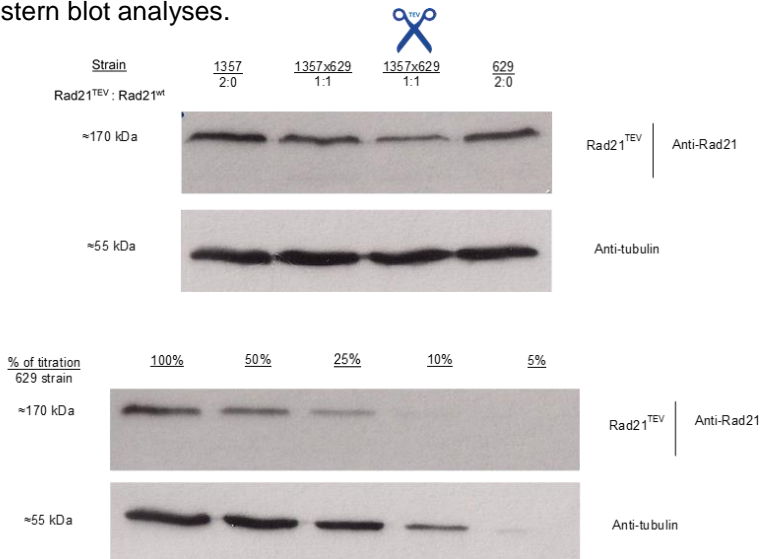 stern blot analyses.
TEV
Strain 1357 1357x629 1357x629 629
2:0 1:1 1:1 2:0
Rad21TEV : Rad21wt
≈170 kDa Rad21TEV Anti-Rad21
≈55 kDa Anti-tubulin
% of titration 100% 50% 25% 10% 5%
629 strain
≈170 kDa Rad21TEV Anti-Rad21
≈55 kDa Anti-tubulin